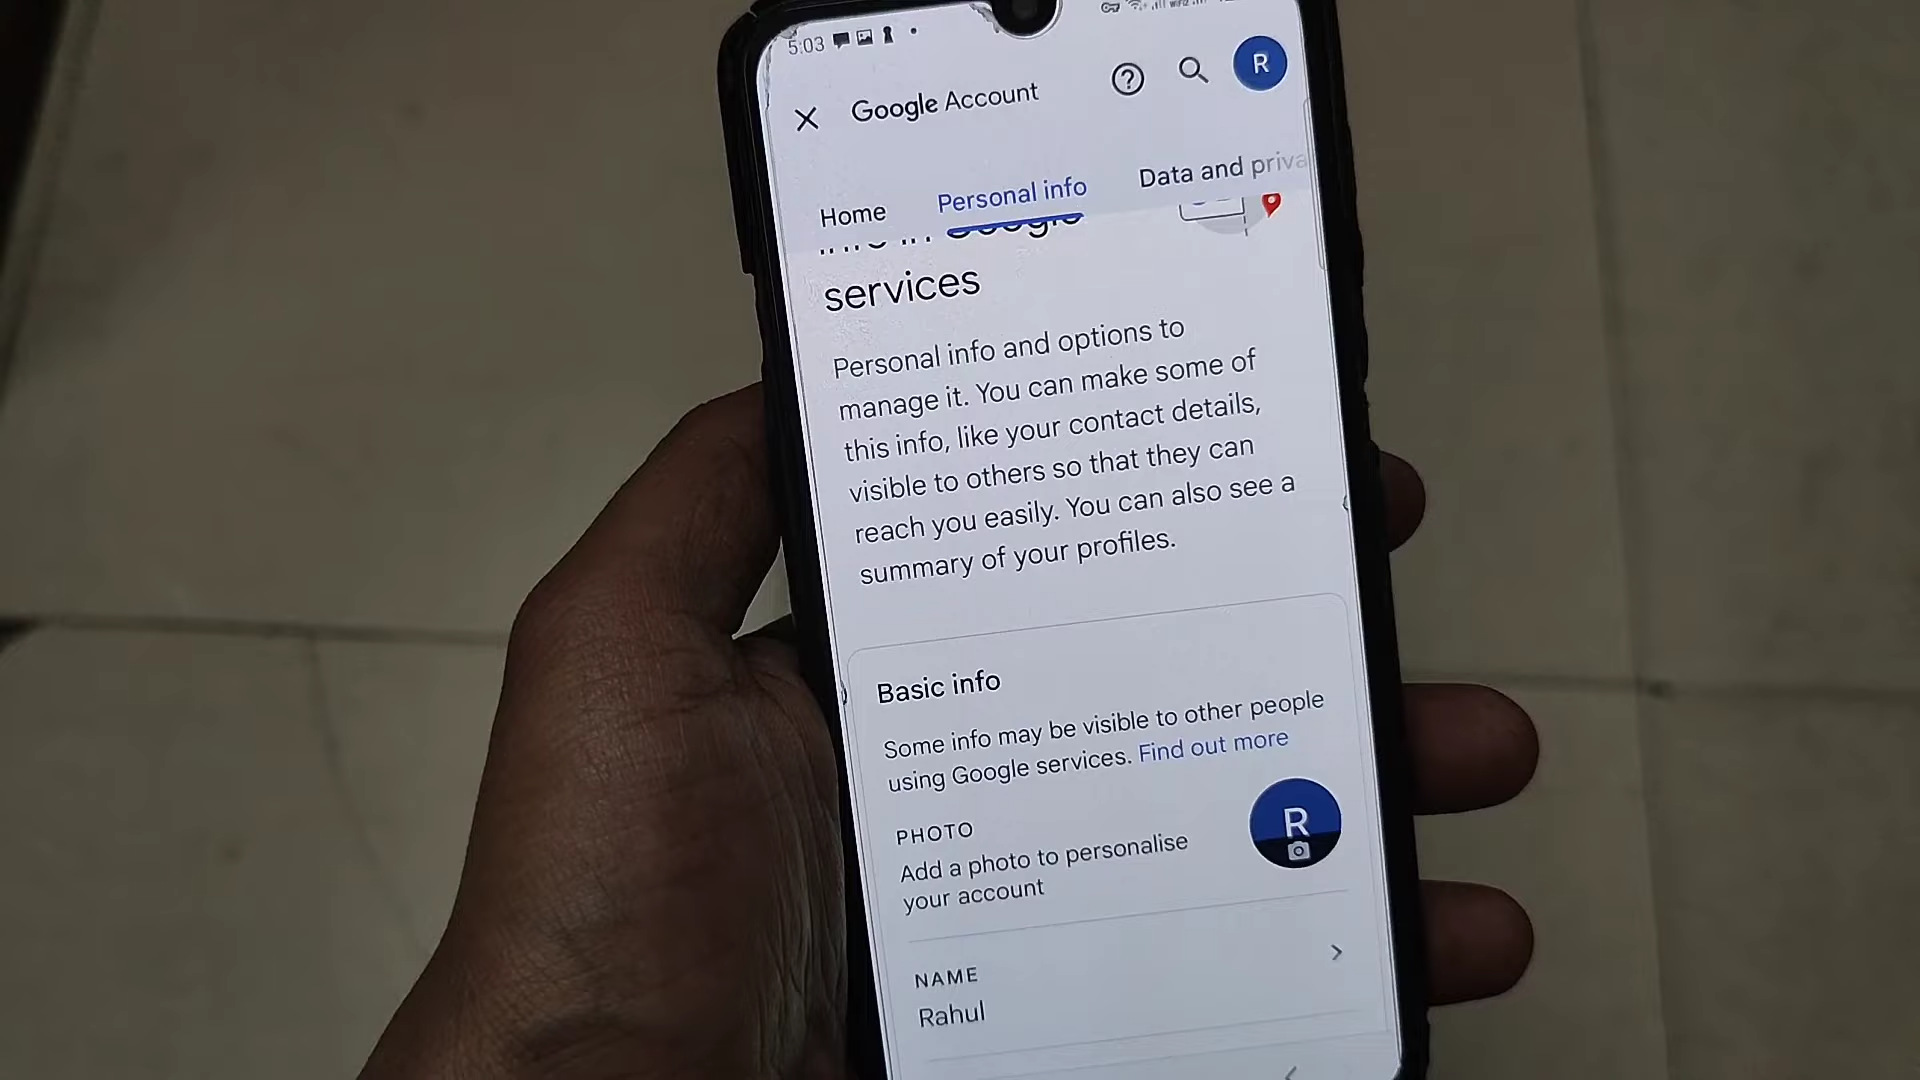 5:03
Google Account
R
Home Personal info Data and priva
services
Personal info and options to
manage it. You can make some of
this info, like your contact details,
visible to others so that they can
reach you easily. You can also see a
summary of your profiles.
Basic info
Some info may be visible to other people
using Google services. Find out more
PHOTO
Add a photo to personalise
your account
R
NAME
Rahul